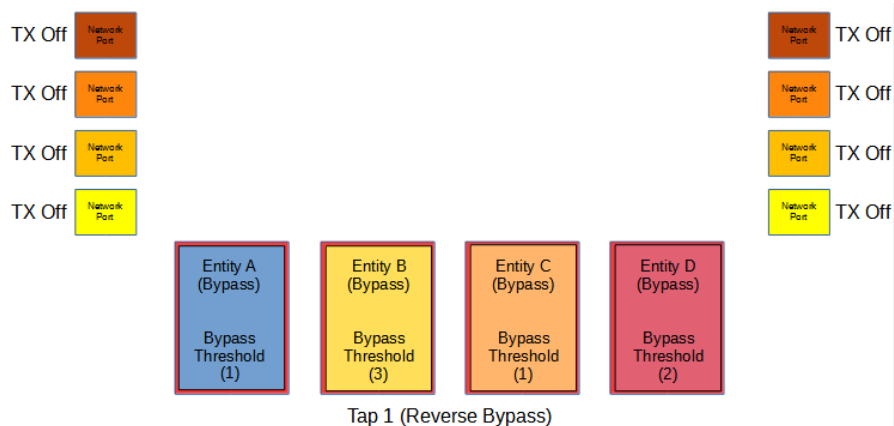 TX Off
Network
Port
Network
Port
TX Off
TX Off
Network
Port
Network
Port
TX Off
TX Off
Network
Port
Network
Port
TX Off
TX Off
Network
Port
Network
Port
TX Off
Entity A
(Bypass)
Bypass
Threshold
(1)
Entity B
(Bypass)
Bypass
Threshold
(3)
Entity C
(Bypass)
Bypass
Threshold
(1)
Entity D
(Bypass)
Bypass
Threshold
(2)
Tap 1 (Reverse Bypass)